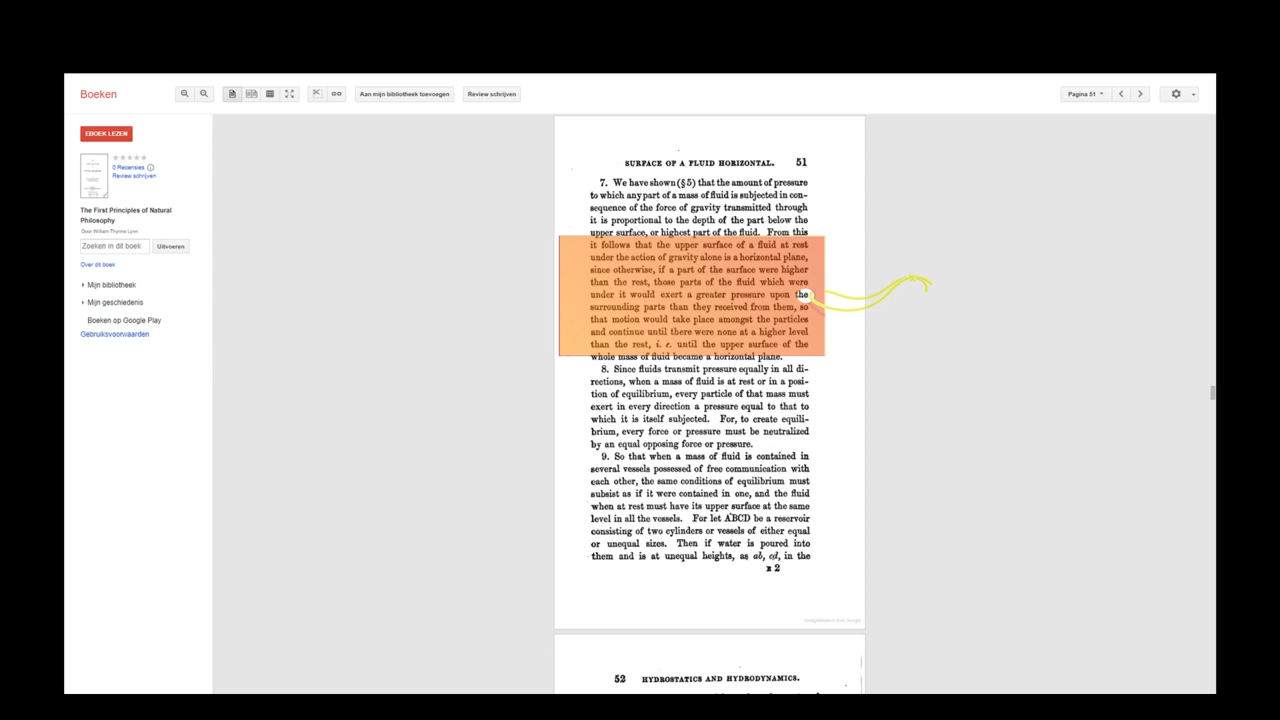 Boeken
Aan mijn bibliotheek toevoegen
Review schrijven
Pagina 51
EBOEK LEZEN
0 Recensies
Review schrijven
The First Principles of Natural
Philosophy
Door William Thynne Lynn
Zoeken in dit boek
Uitvoeren
Over dit boek
Mijn bibliotheek
Mijn geschiedenis
Boeken op Google Play
Gebruiksvoorwaarden
SURFACE OF A FLUID HORIZONTAL. 51
7. We have shown (§ 5) that the amount of pressure
to which any part of a mass of fluid is subjected in con-
sequence of the force of gravity transmitted through
it is proportional to the depth of the part below the
upper surface, or highest part of the fluid. From this
it follows that the upper surface of a fluid at rest
under the action of gravity alone is a horizontal plane,
since otherwise, if a part of the surface were higher
than the rest, those parts of the fluid which were
under it would exert a greater pressure upon the
surrounding parts than they received from them, so
that motion would take place amongst the particles
and continue until there were none at a higher level
than the rest, i. e. until the upper surface of the
whole mass of fluid became a horizontal plane.
8. Since fluids transmit pressure equally in all di-
rections, when a mass of fluid is at rest or in a posi-
tion of equilibrium, every particle of that mass must
exert in every direction a pressure equal to that to
which it is itself subjected. For, to create equili-
brium, every force or pressure must be neutralized
by an equal opposing force or pressure.
9. So that when a mass of fluid is contained in
several vessels possessed of free communication with
each other, the same conditions of equilibrium must
subsist as if it were contained in one, and the fluid
when at rest must have its upper surface at the same
level in all the vessels. For let ABCD be a reservoir
consisting of two cylinders or vessels of either equal
or unequal sizes. Then if water is poured into
them and is at unequal heights, as ab, cd, in the
E 2
52 HYDROSTATICS AND HYDRODYNAMICS.